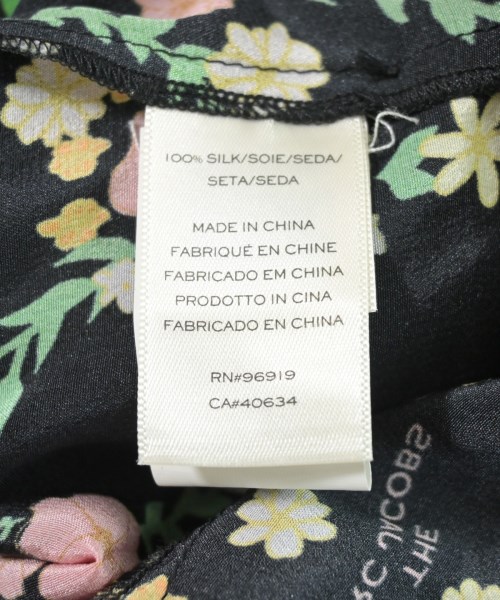 100% SILK/SOIE/SEDA/
SETA/SEDA
MADE IN CHINA
FABRIQUÉ EN CHINE
FABRICADO EM CHINA
PRODOTTO IN CINA
FABRICADO EN CHINA
RN#96919
CA#40634
THE
RC JACOBS